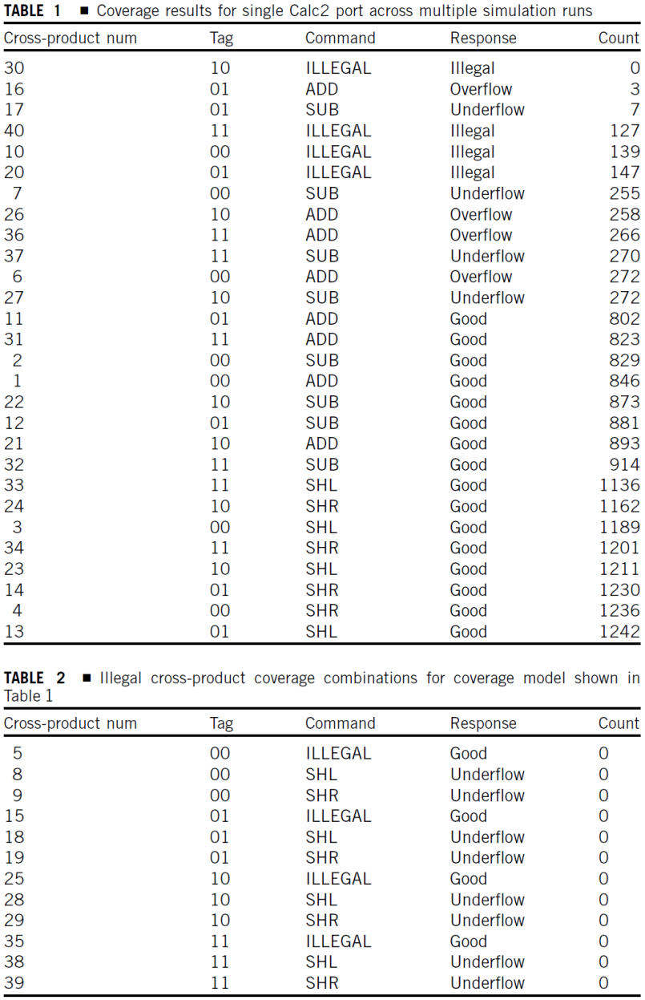 TABLE 1 ■ Coverage results for single Calc2 port across multiple simulation runs
Cross-product num Tag Command Response Count
30 10 ILLEGAL Illegal 0
16 01 ADD Overflow 3
17 01 SUB Underflow 7
40 11 ILLEGAL Illegal 127
10 00 ILLEGAL Illegal 139
20 01 ILLEGAL Illegal 147
7 00 SUB Underflow 255
26 10 ADD Overflow 258
36 11 ADD Overflow 266
37 11 SUB Underflow 270
6 00 ADD Overflow 272
27 10 SUB Underflow 272
11 01 ADD Good 802
31 11 ADD Good 823
2 00 SUB Good 829
1 00 ADD Good 846
22 10 SUB Good 873
12 01 SUB Good 881
21 10 ADD Good 893
32 11 SUB Good 914
33 11 SHL Good 1136
24 10 SHR Good 1162
3 00 SHL Good 1189
34 11 SHR Good 1201
23 10 SHL Good 1211
14 01 SHR Good 1230
4 00 SHR Good 1236
13 01 SHL Good 1242
TABLE 2 ■ Illegal cross-product coverage combinations for coverage model shown in
Table 1
Cross-product num Tag Command Response Count
5 00 ILLEGAL Good 0
8 00 SHL Underflow 0
9 00 SHR Underflow 0
15 01 ILLEGAL Good 0
18 01 SHL Underflow 0
19 01 SHR Underflow 0
25 10 ILLEGAL Good 0
28 10 SHL Underflow 0
29 10 SHR Underflow 0
35 11 ILLEGAL Good 0
38 11 SHL Underflow 0
39 11 SHR Underflow 0